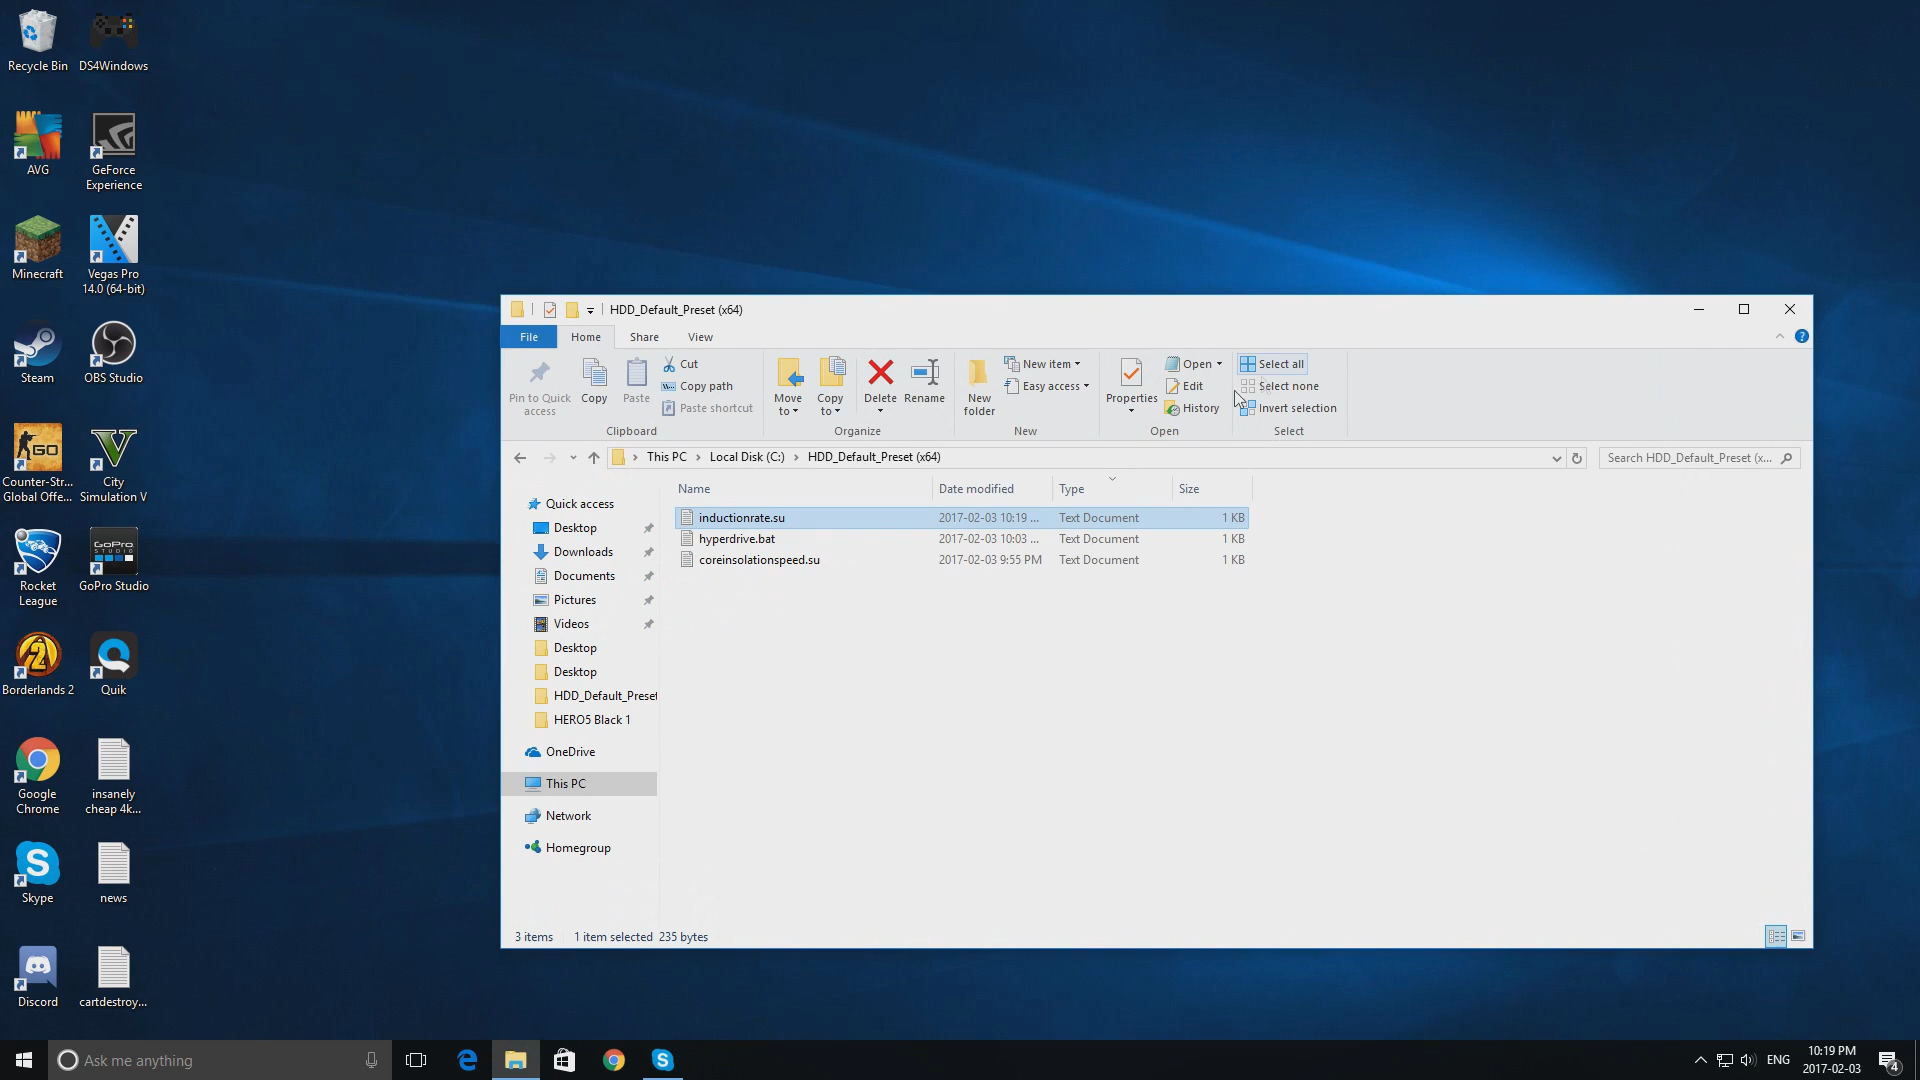 Recycle Bin
DS4Windows
AVG
GeForce
Experience
Minecraft
Vegas Pro
14.0 (64-bit)
Steam
OBS Studio
GO
Counter-Str...
Global Offe...
City
Simulation V
GoPro
STUDIO
Rocket
League
GoPro Studio
2
Borderlands 2
Quik
Google
Chrome
insanely
cheap 4k...
Skype
news
Discord
cartdestroy...
HDD_Default_Preset (x64)
File
Home
Share
View
Pin to Quick
access
Copy
Paste
Cut
Copy path
Paste shortcut
Clipboard
Move
to
Copy
to
Delete
Rename
Organize
New
folder
New item
Easy access
New
Properties
Open
Edit
History
Open
Select all
Select none
Invert selection
Select
This PC
Local Disk (C:)
HDD_Default_Preset (x64)
Search HDD_Default_Preset (x...
Name
Date modified
Type
Size
inductionrate.su
2017-02-03 10:19 ...
Text Document
1 KB
hyperdrive.bat
2017-02-03 10:03 ...
Text Document
1 KB
coreinsolationspeed.su
2017-02-03 9:55 PM
Text Document
1 KB
Quick access
Desktop
Downloads
Documents
Pictures
Videos
Desktop
Desktop
HDD_Default_Preset
HERO5 Black 1
OneDrive
This PC
Network
Homegroup
3 items
1 item selected 235 bytes
Ask me anything
ENG
10:19 PM
2017-02-03
4